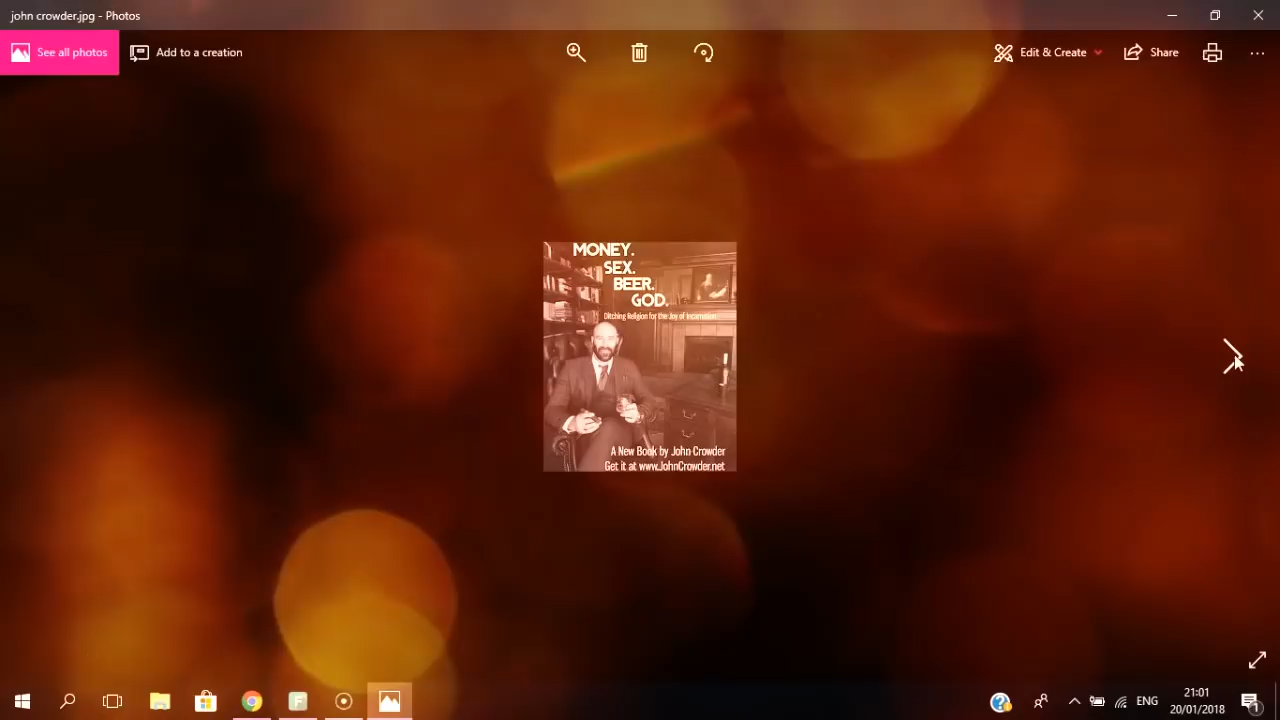 john crowder.jpg - Photos
See all photos
Add to a creation
Edit & Create
Share
MONEY.
SEX.
BEER.
GOD.
Ditching Religion for the Joy of Incarnation
A New Book by John Crowder
Get it at www.JohnCrowder.net
ENG
21:01
20/01/2018
1